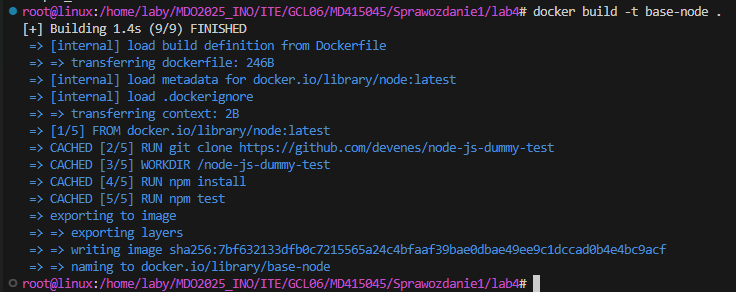 root@linux:/home/laby/MDO2025_INO/ITE/GCL06/MD415045/Sprawozdanie1/lab4# docker build -t base-node .
[+] Building 1.4s (9/9) FINISHED
=> [internal] load build definition from Dockerfile
=> => transferring dockerfile: 246B
=> [internal] load metadata for docker.io/library/node:latest
=> [internal] load .dockerignore
=> => transferring context: 2B
=> [1/5] FROM docker.io/library/node:latest
=> CACHED [2/5] RUN git clone https://github.com/devenes/node-js-dummy-test
=> CACHED [3/5] WORKDIR /node-js-dummy-test
=> CACHED [4/5] RUN npm install
=> CACHED [5/5] RUN npm test
=> exporting to image
=> => exporting layers
=> => writing image sha256:7bf632133dfb0c7215565a24c4bfaaf39bae0dbae49ee9c1dccad0b4e4bc9acf
=> => naming to docker.io/library/base-node
root@linux:/home/laby/MDO2025_INO/ITE/GCL06/MD415045/Sprawozdanie1/lab4#